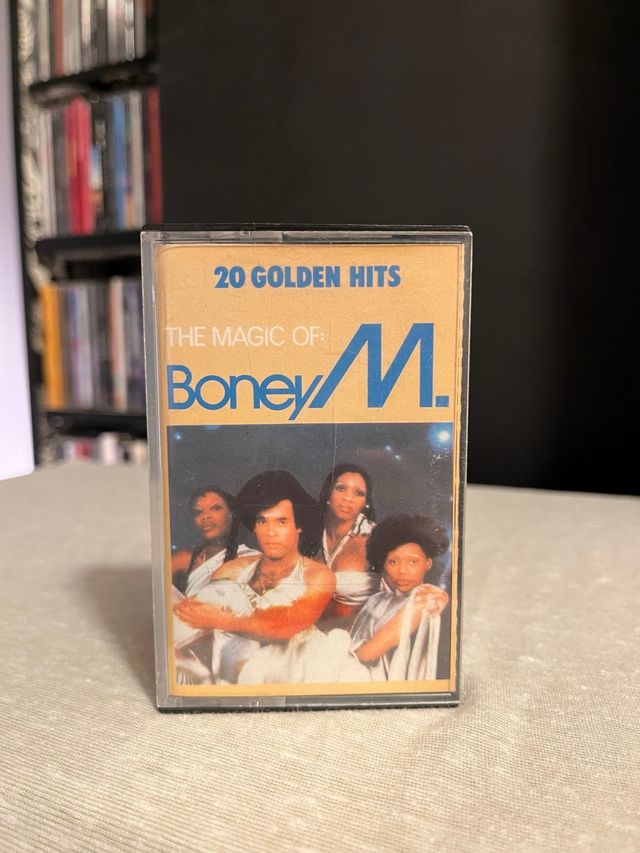 20 GOLDEN HITS
THE MAGIC OF:
Boney M.